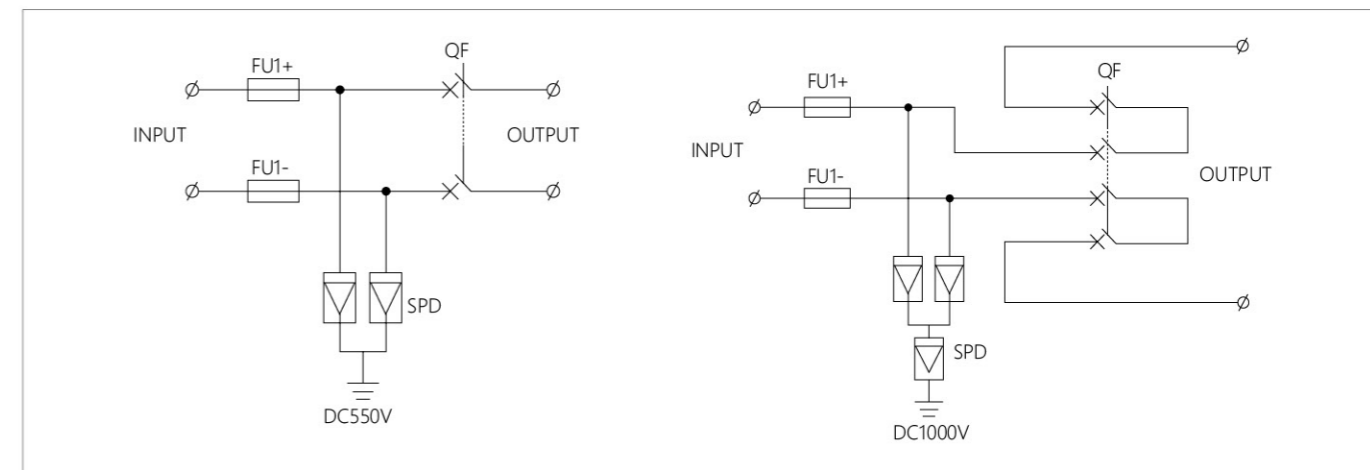 QF
FU1+
INPUT
OUTPUT
FU1-
SPD
DC550V
QF
FU1+
INPUT
OUTPUT
FU1-
SPD
DC1000V